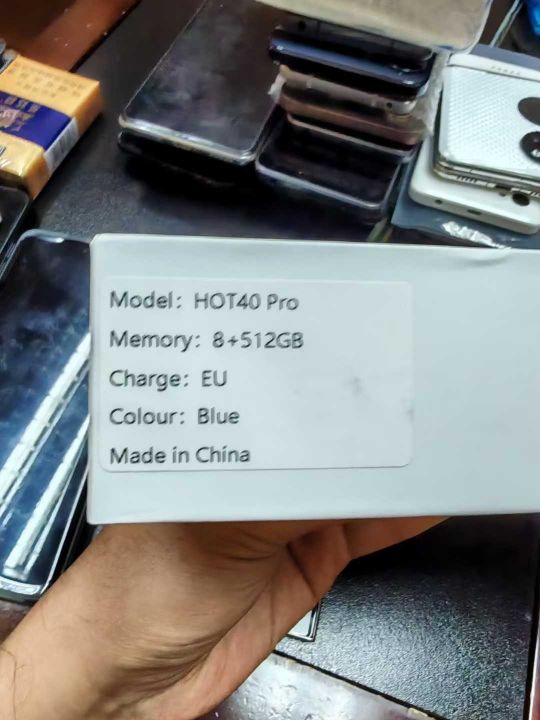 Model: HOT40 Pro
Memory: 8+512GB
Charge: EU
Colour: Blue
Made in China